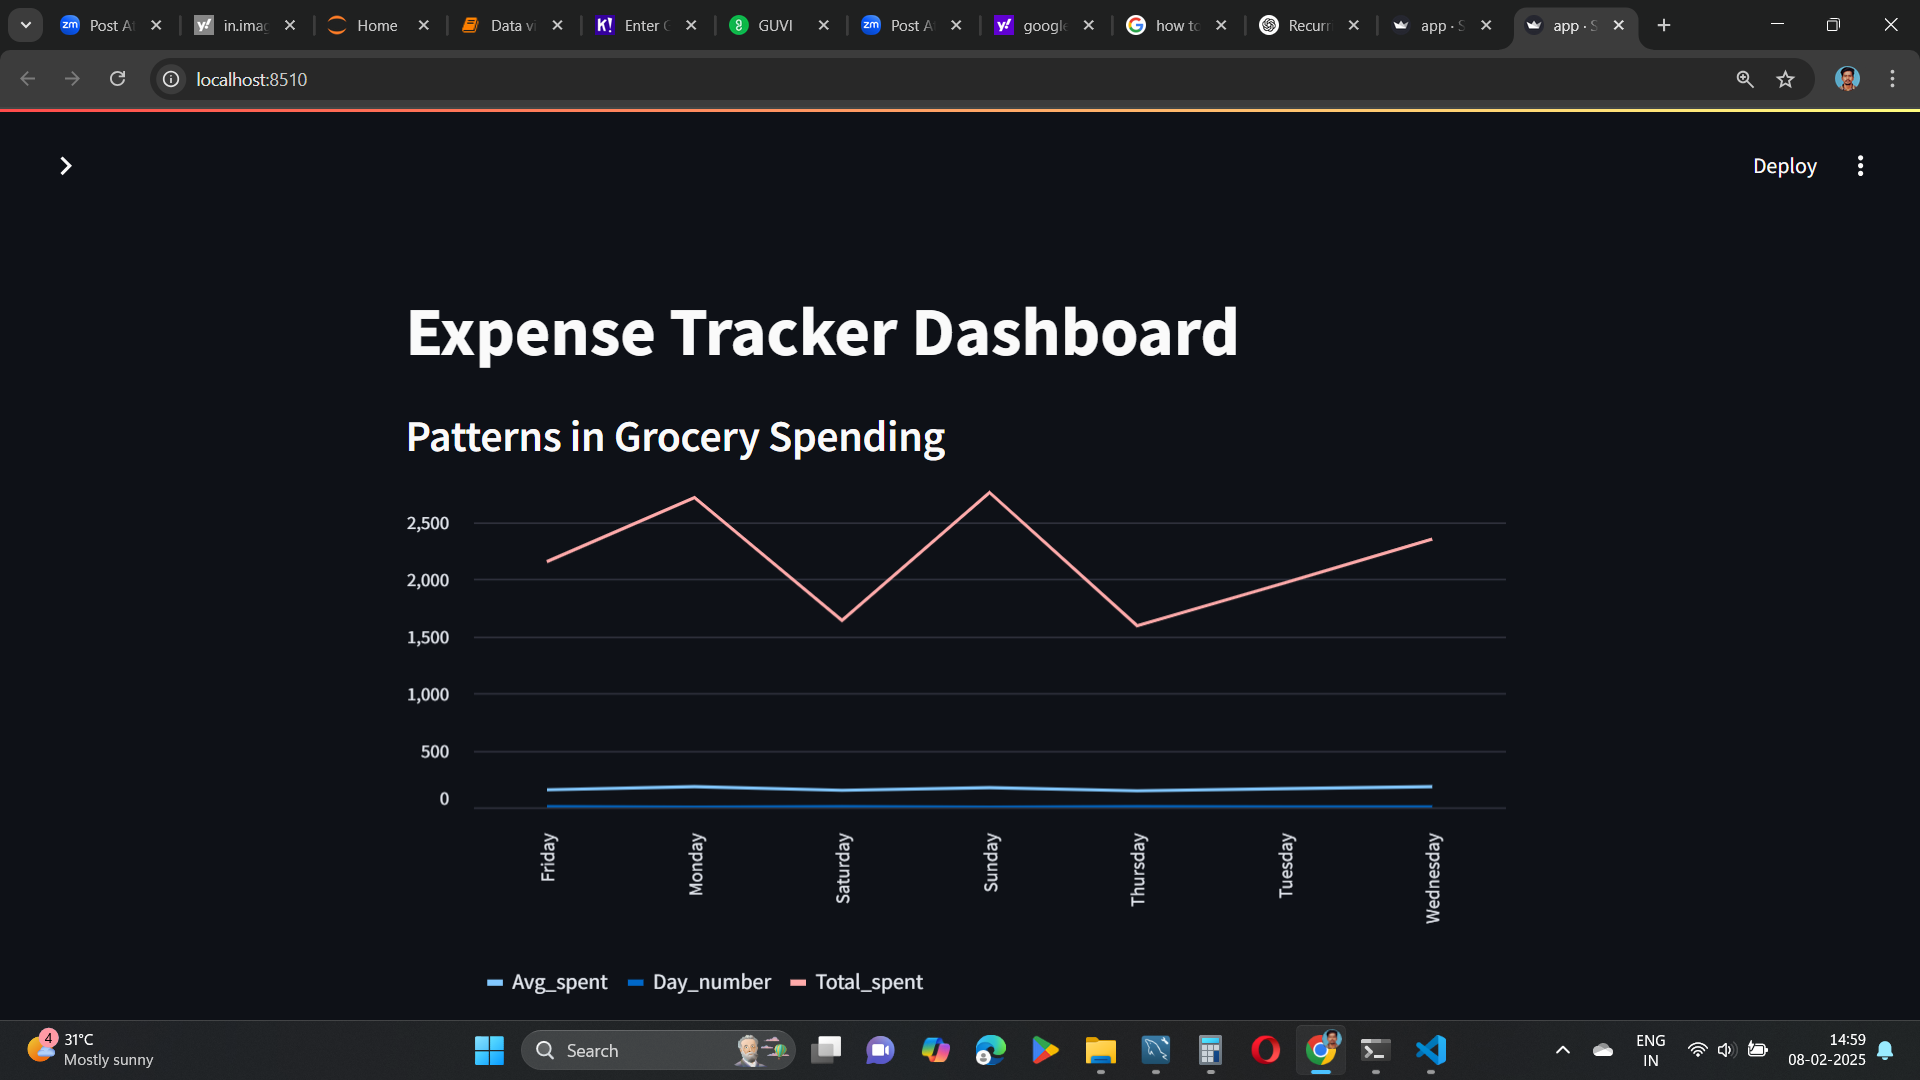 Post A
in.imag
Home
Data vi
Enter
GUVI
Post A
google
how to
Recurr
app · S
app · S
localhost:8510
Deploy
Expense Tracker Dashboard
Patterns in Grocery Spending
2,500
2,000
1,500
1,000
500
0
Friday
Monday
Saturday
Sunday
Thursday
Tuesday
Wednesday
Avg_spent Day_number Total_spent
4
31°C
Mostly sunny
Search
ENG
IN
14:59
08-02-2025